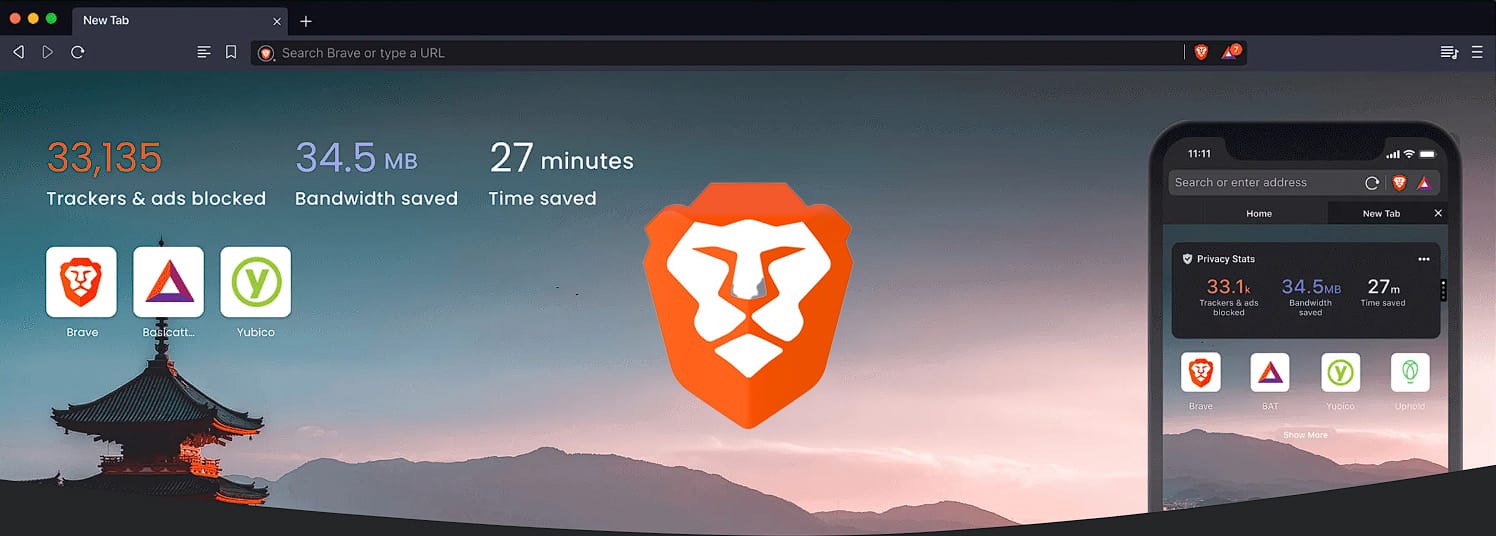 New Tab
Search Brave or type a URL
7
33,135
Trackers & ads blocked
34.5 MB
Bandwidth saved
27 minutes
Time saved
Brave
Basicatt...
y
Yubico
11:11
Search or enter address
Home
New Tab
Privacy Stats
33.1k
Trackers & ads
blocked
34.5MB
Bandwidth
saved
27m
Time saved
Brave
BAT
y
Yubico
Uphold
Show More